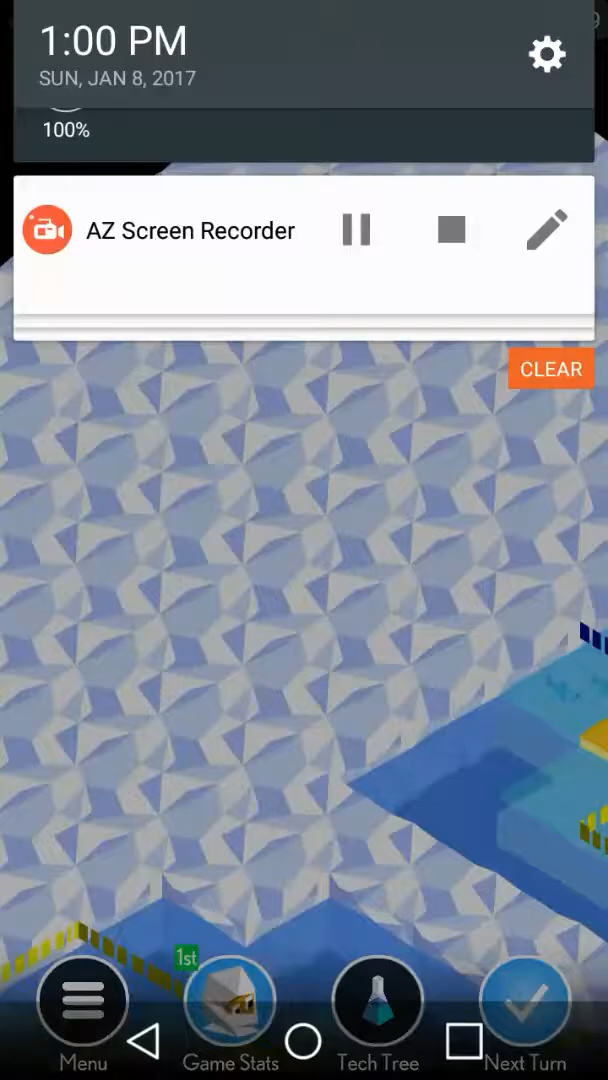 1:00 PM
SUN, JAN 8, 2017
9
100%
AZ Screen Recorder
CLEAR
1st
Menu
Game Stats
Tech Tree
Next Turn